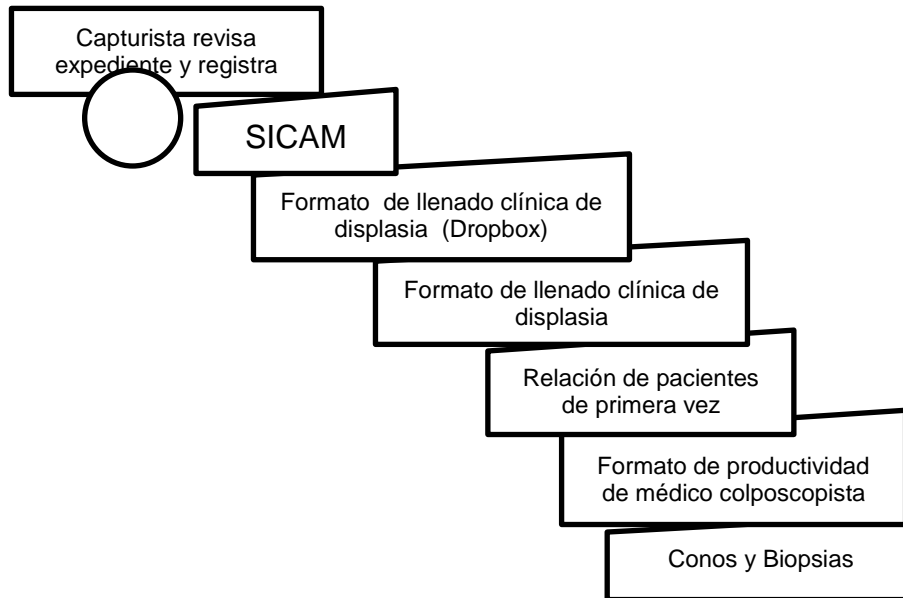 Capturista revisa
expediente y registra
SICAM
Formato de llenado clínica de
displasia (Dropbox)
Formato de llenado clínica de
displasia
Relación de pacientes
de primera vez
Formato de productividad
de médico colposcopista
Conos y Biopsias